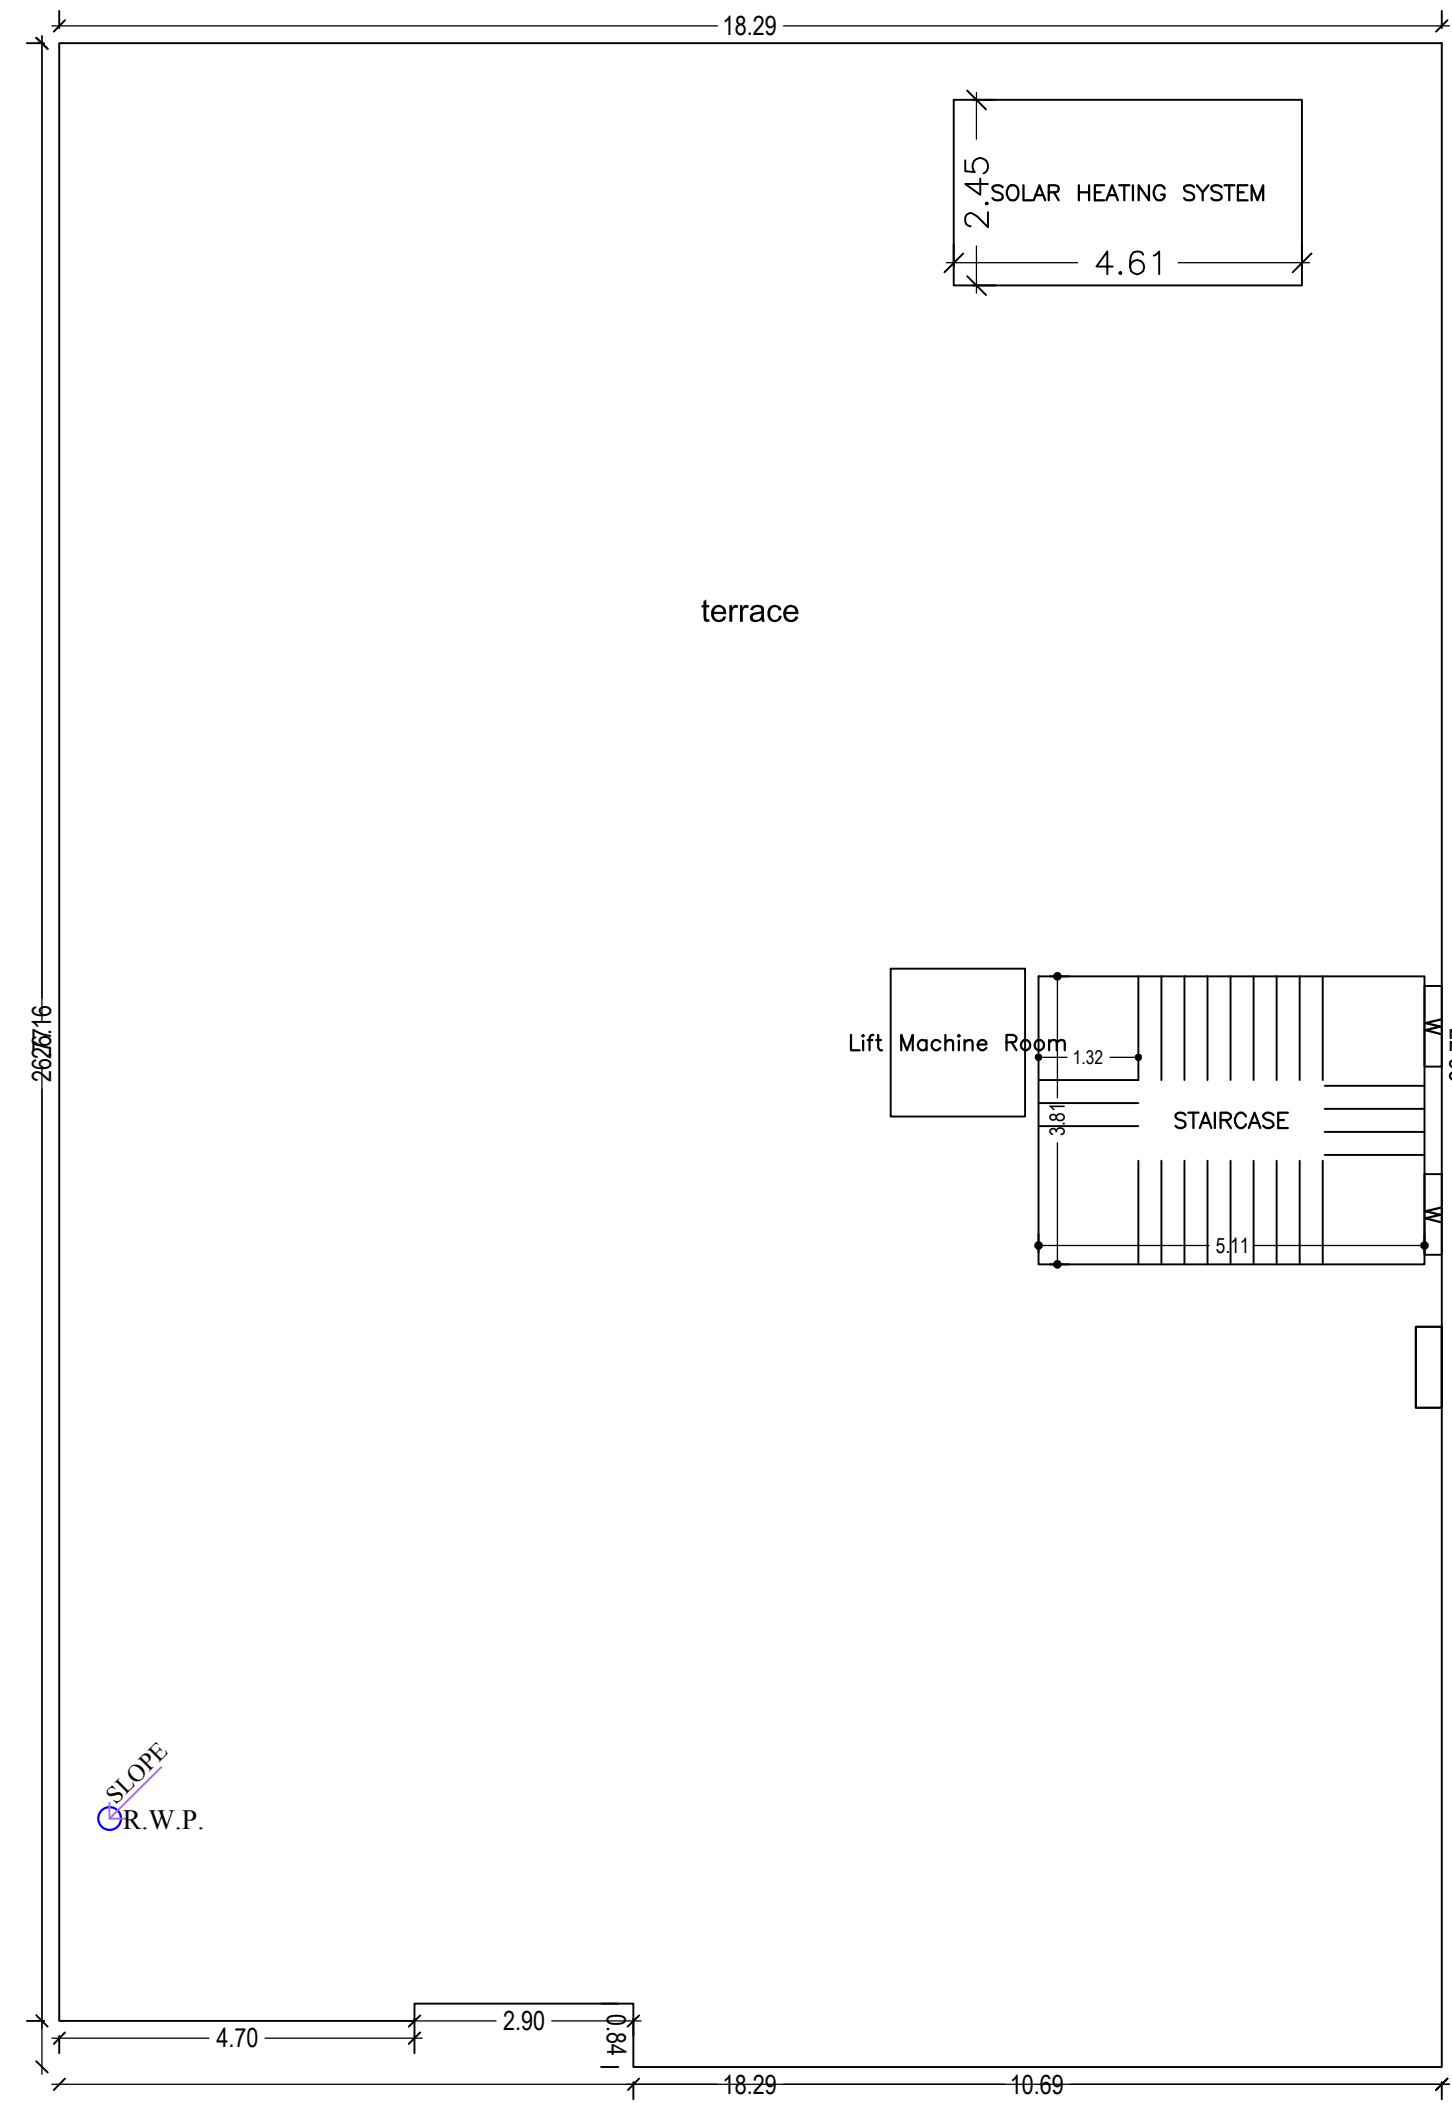 18.29
2.45
SOLAR HEATING SYSTEM
4.61
terrace
Lift Machine Room
1.32
3.81
STAIRCASE
5.11
W
W
SLOPE
R.W.P.
4.70
2.90
0.84
18.29
10.69